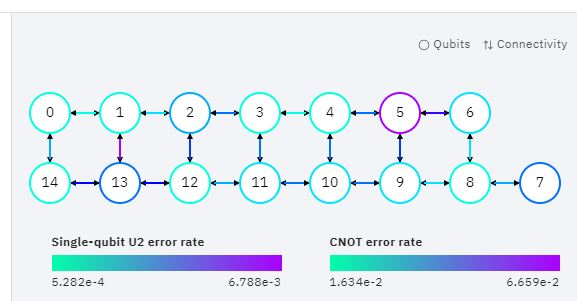 Qubits Connectivity
0 1 2 3 4 5 6
14 13 12 11 10 9 8 7
Single-qubit U2 error rate CNOT error rate
5.282e-4 6.788e-3 1.634e-2 6.659e-2